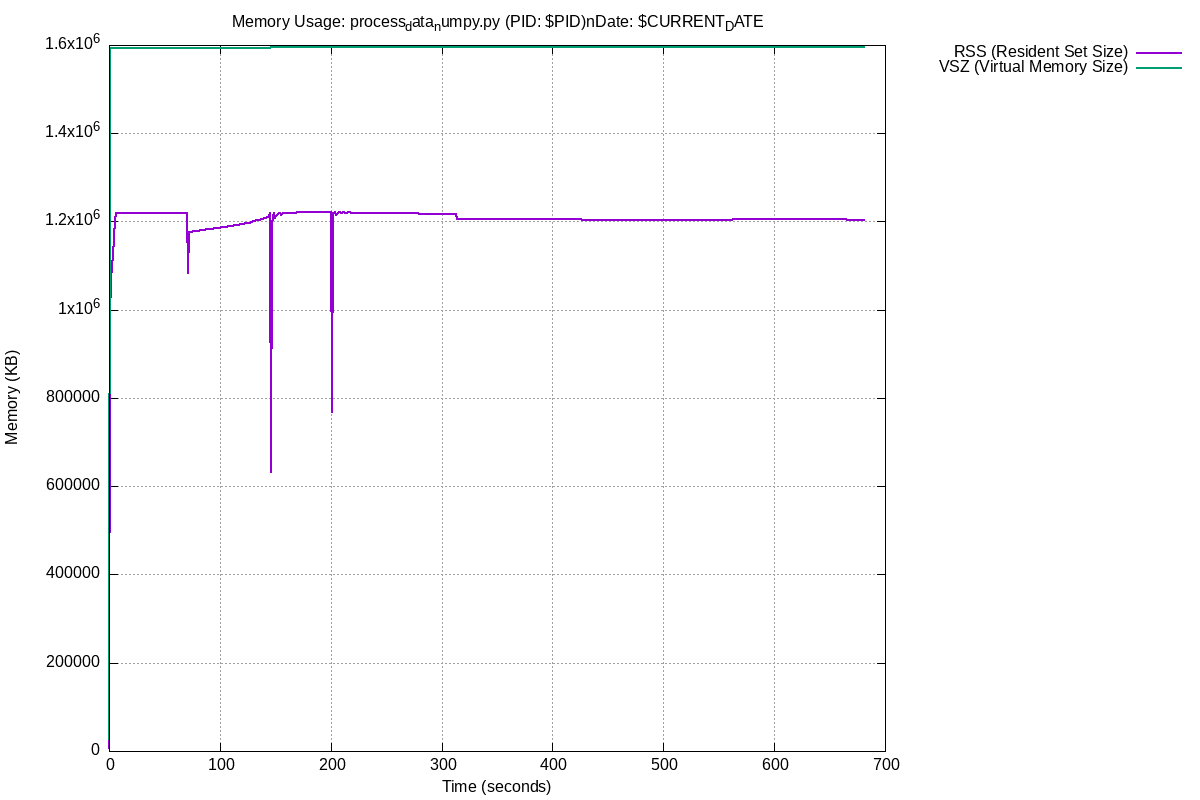 Memory Usage: process_data_numpy.py (PID: $PID)nDate: $CURRENT_DATE
RSS (Resident Set Size)
VSZ (Virtual Memory Size)
1.6x10^6
1.4x10^6
1.2x10^6
1x10^6
800000
600000
400000
200000
0
Memory (KB)
0 100 200 300 400 500 600 700
Time (seconds)